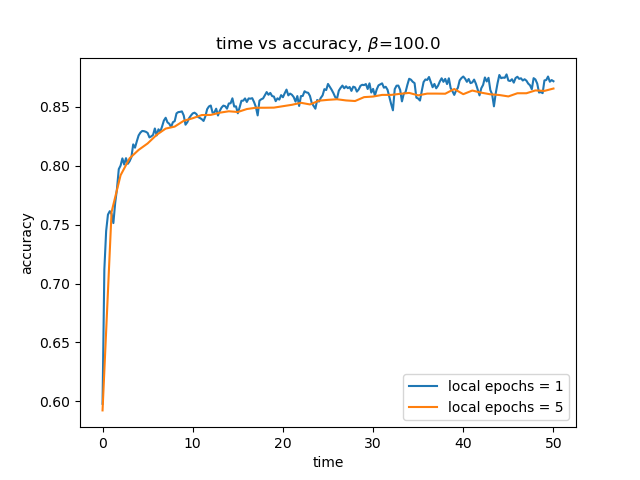 time vs accuracy, β=100.0
accuracy
0.85
0.80
0.75
0.70
0.65
0.60
0
10
20
30
40
50
time
local epochs = 1
local epochs = 5